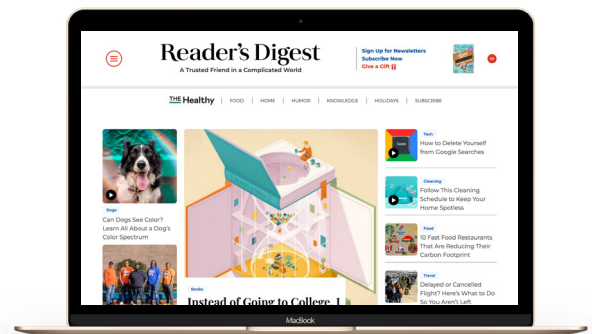 Reader's Digest
A Trusted Friend in a Complicated World
Sign Up for Newsletters
Subscribe Now
Give a Gift
THE Healthy | FOOD | HOME | HUMOR | KNOWLEDGE | HOLIDAYS | SUBSCRIBE
Dogs
Can Dogs See Color?
Learn All About a Dog's
Color Spectrum
Books
Instead of Going to College, I
Tech
How to Delete Yourself
from Google Searches
Cleaning
Follow This Cleaning
Schedule to Keep Your
Home Spotless
Food
10 Fast Food Restaurants
That Are Reducing Their
Carbon Footprint
Travel
Delayed or Cancelled
Flight? Here's What to Do
So You Aren't Left
MacBook